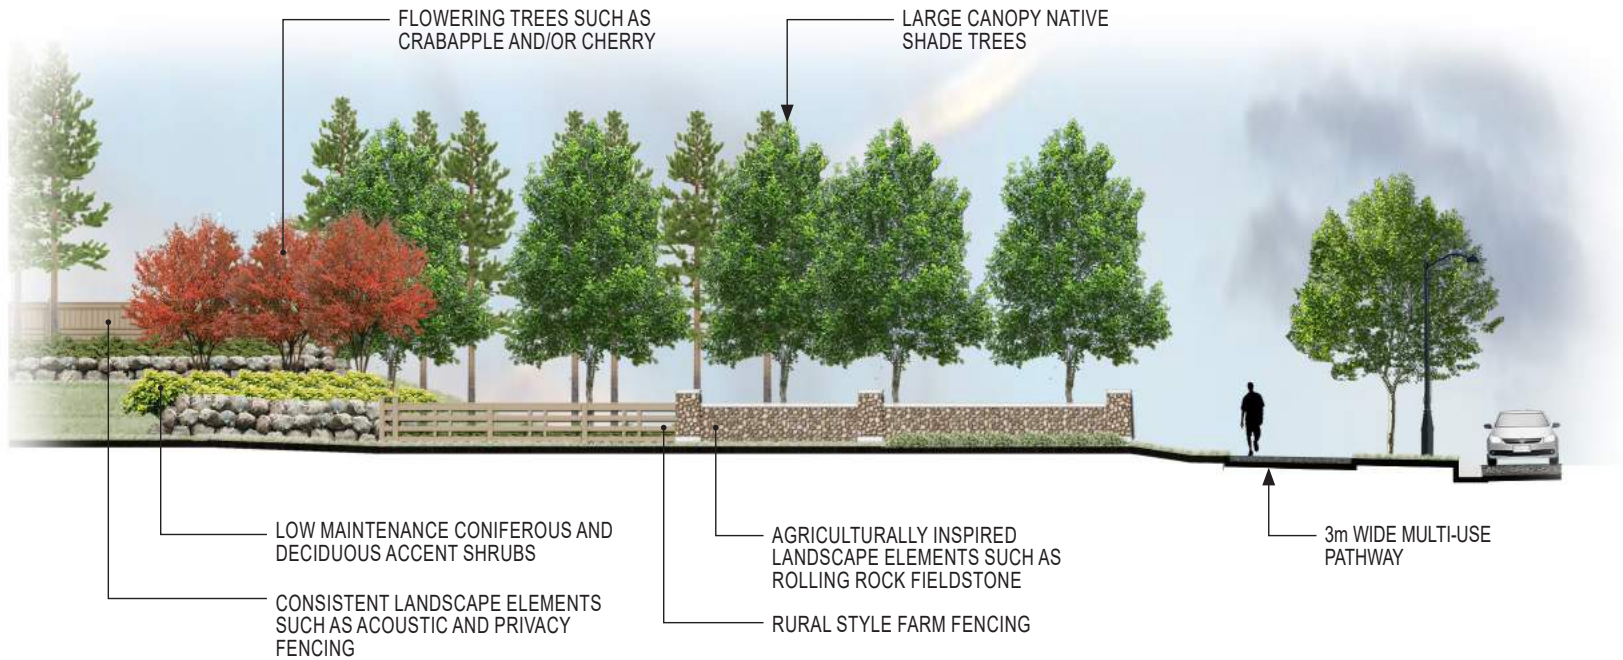 FLOWERING TREES SUCH AS
CRABAPPLE AND/OR CHERRY
LARGE CANOPY NATIVE
SHADE TREES
LOW MAINTENANCE CONIFEROUS AND
DECIDUOUS ACCENT SHRUBS
CONSISTENT LANDSCAPE ELEMENTS
SUCH AS ACOUSTIC AND PRIVACY
FENCING
AGRICULTURALLY INSPIRED
LANDSCAPE ELEMENTS SUCH AS
ROLLING ROCK FIELDSTONE
RURAL STYLE FARM FENCING
3m WIDE MULTI-USE
PATHWAY